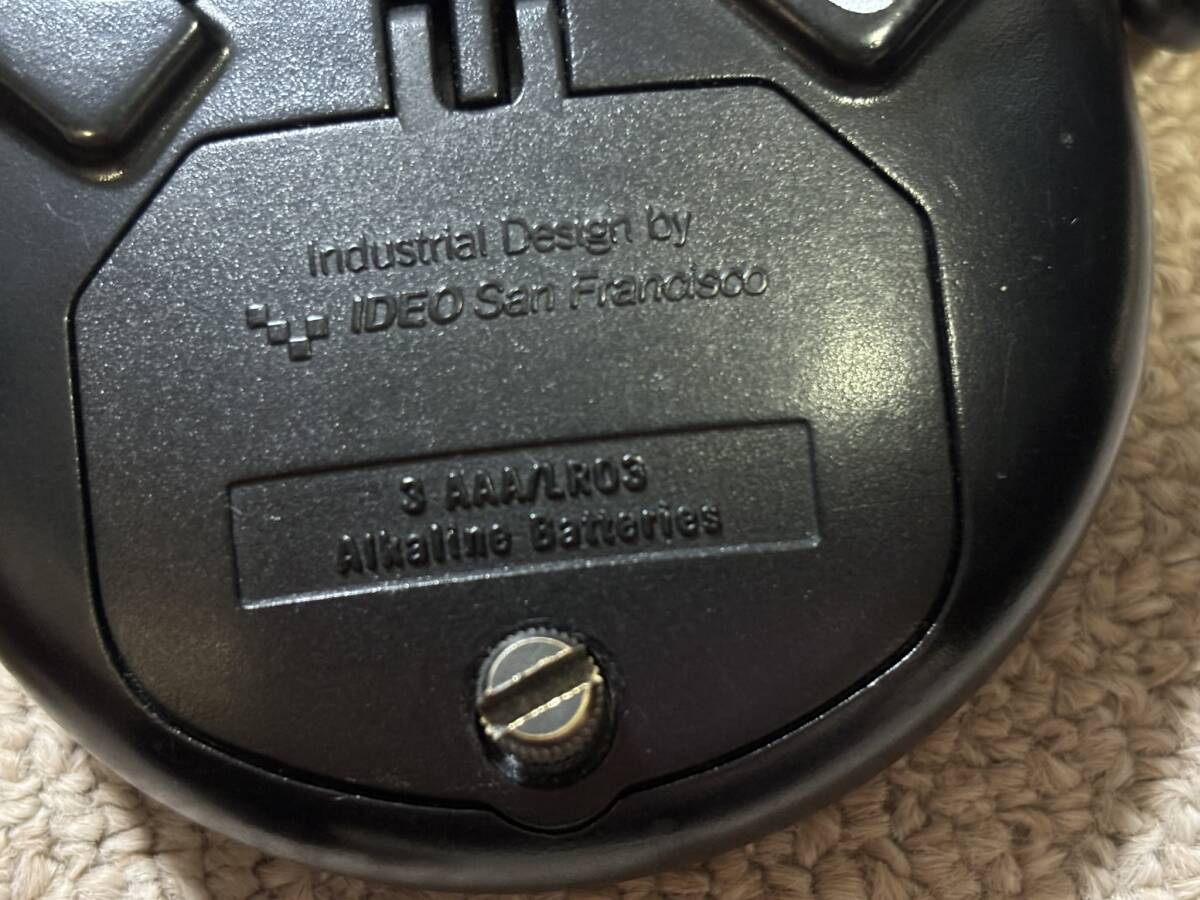 Industrial Design by
IDEO San Francisco
3 AAA/LR03
Alkaline Batteries